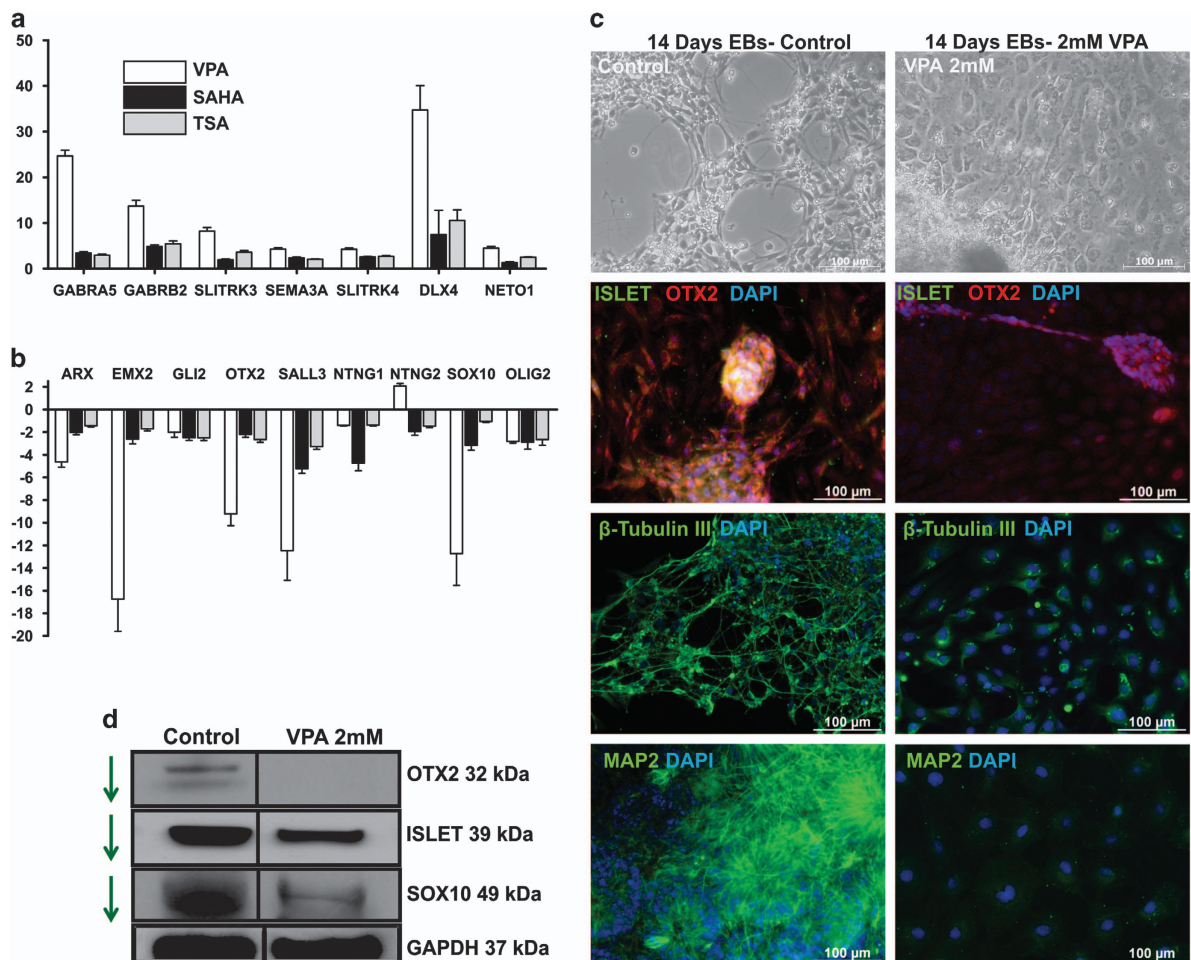 a
50
40
30
20
10
0
VPA
SAHA
TSA
GABRA5 GABRB2 SLITRK3 SEMA3A SLITRK4 DLX4 NETO1
b
ARX EMX2 GLI2 OTX2 SALL3 NTNG1 NTNG2 SOX10 OLIG2
2
0
-2
-4
-6
-8
-10
-12
-14
-16
-18
-20
c
14 Days EBs- Control
14 Days EBs- 2mM VPA
Control
100 µm
VPA 2mM
100 µm
ISLET OTX2 DAPI
100 µm
ISLET OTX2 DAPI
100 µm
β-Tubulin III DAPI
100 µm
β-Tubulin III DAPI
100 µm
MAP2 DAPI
100 µm
MAP2 DAPI
100 µm
d
Control VPA 2mM
OTX2 32 kDa
ISLET 39 kDa
SOX10 49 kDa
GAPDH 37 kDa